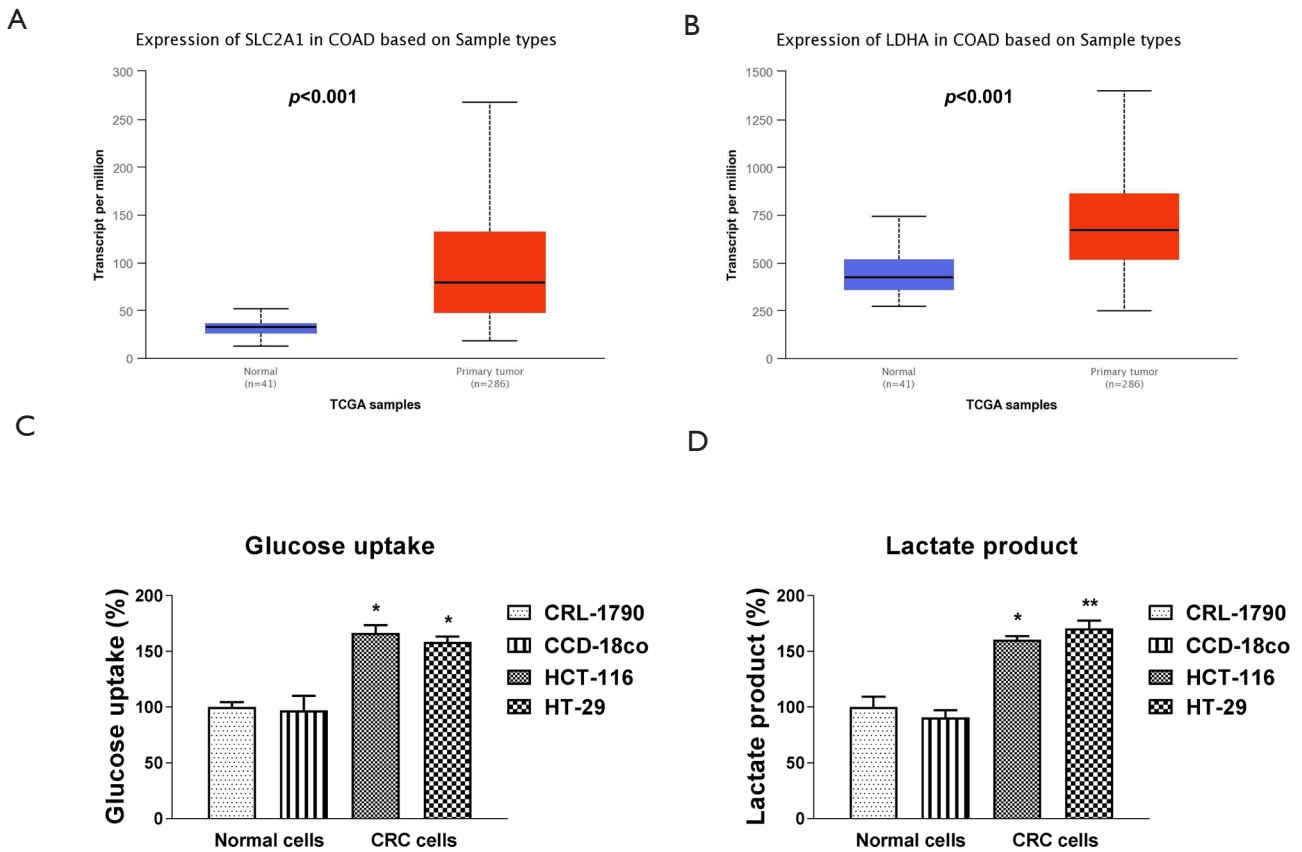 A
Expression of SLC2A1 in COAD based on Sample types
p<0.001
Transcript per million
300
250
200
150
100
50
0
Normal
(n=41)
Primary tumor
(n=286)
TCGA samples
B
Expression of LDHA in COAD based on Sample types
p<0.001
Transcript per million
1500
1250
1000
750
500
250
0
Normal
(n=41)
Primary tumor
(n=286)
TCGA samples
C
Glucose uptake
Glucose uptake (%)
200
150
100
50
0
*
*
Normal cells
CRC cells
CRL-1790
CCD-18co
HCT-116
HT-29
D
Lactate product
Lactate product (%)
200
150
100
50
0
*
**
Normal cells
CRC cells
CRL-1790
CCD-18co
HCT-116
HT-29